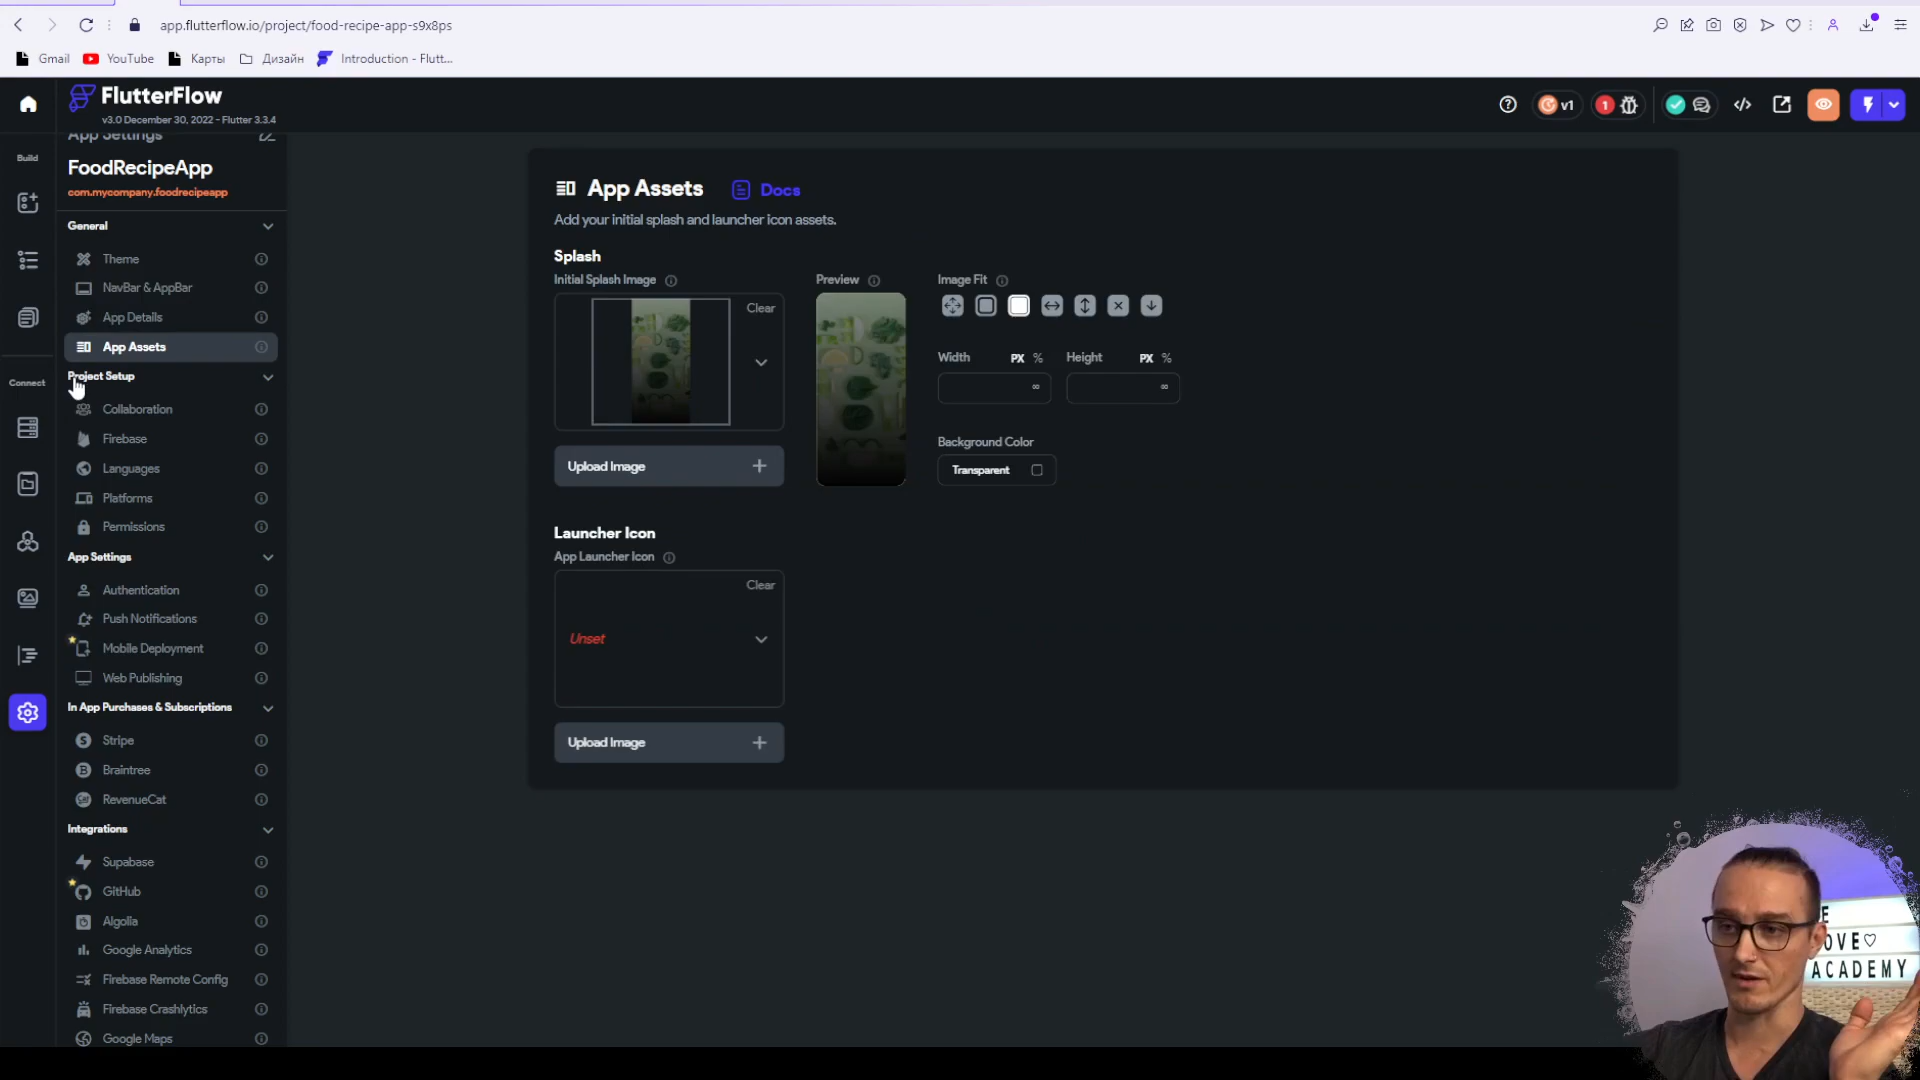 app.flutterflow.io/project/food-recipe-app-s9x8ps
Gmail YouTube Карты Дизайн Introduction - Flutt...
FlutterFlow
v3.0 December 30, 2022 - Flutter 3.3.4
v1
1
App Settings
FoodRecipeApp
com.mycompany.foodrecipeapp
Build
Connect
General
Theme
NavBar & AppBar
App Details
App Assets
Project Setup
Collaboration
Firebase
Languages
Platforms
Permissions
App Settings
Authentication
Push Notifications
Mobile Deployment
Web Publishing
In App Purchases & Subscriptions
Stripe
Braintree
RevenueCat
Integrations
Supabase
GitHub
Algolia
Google Analytics
Firebase Remote Config
Firebase Crashlytics
Google Maps
App Assets Docs
Add your initial splash and launcher icon assets.
Splash
Initial Splash Image
Clear
Upload Image
Preview
Image Fit
Width PX %
Height PX %
∞ ∞
Background Color
Transparent
Launcher Icon
App Launcher Icon
Clear
Unset
Upload Image
E
OVE♡
ACADEMY